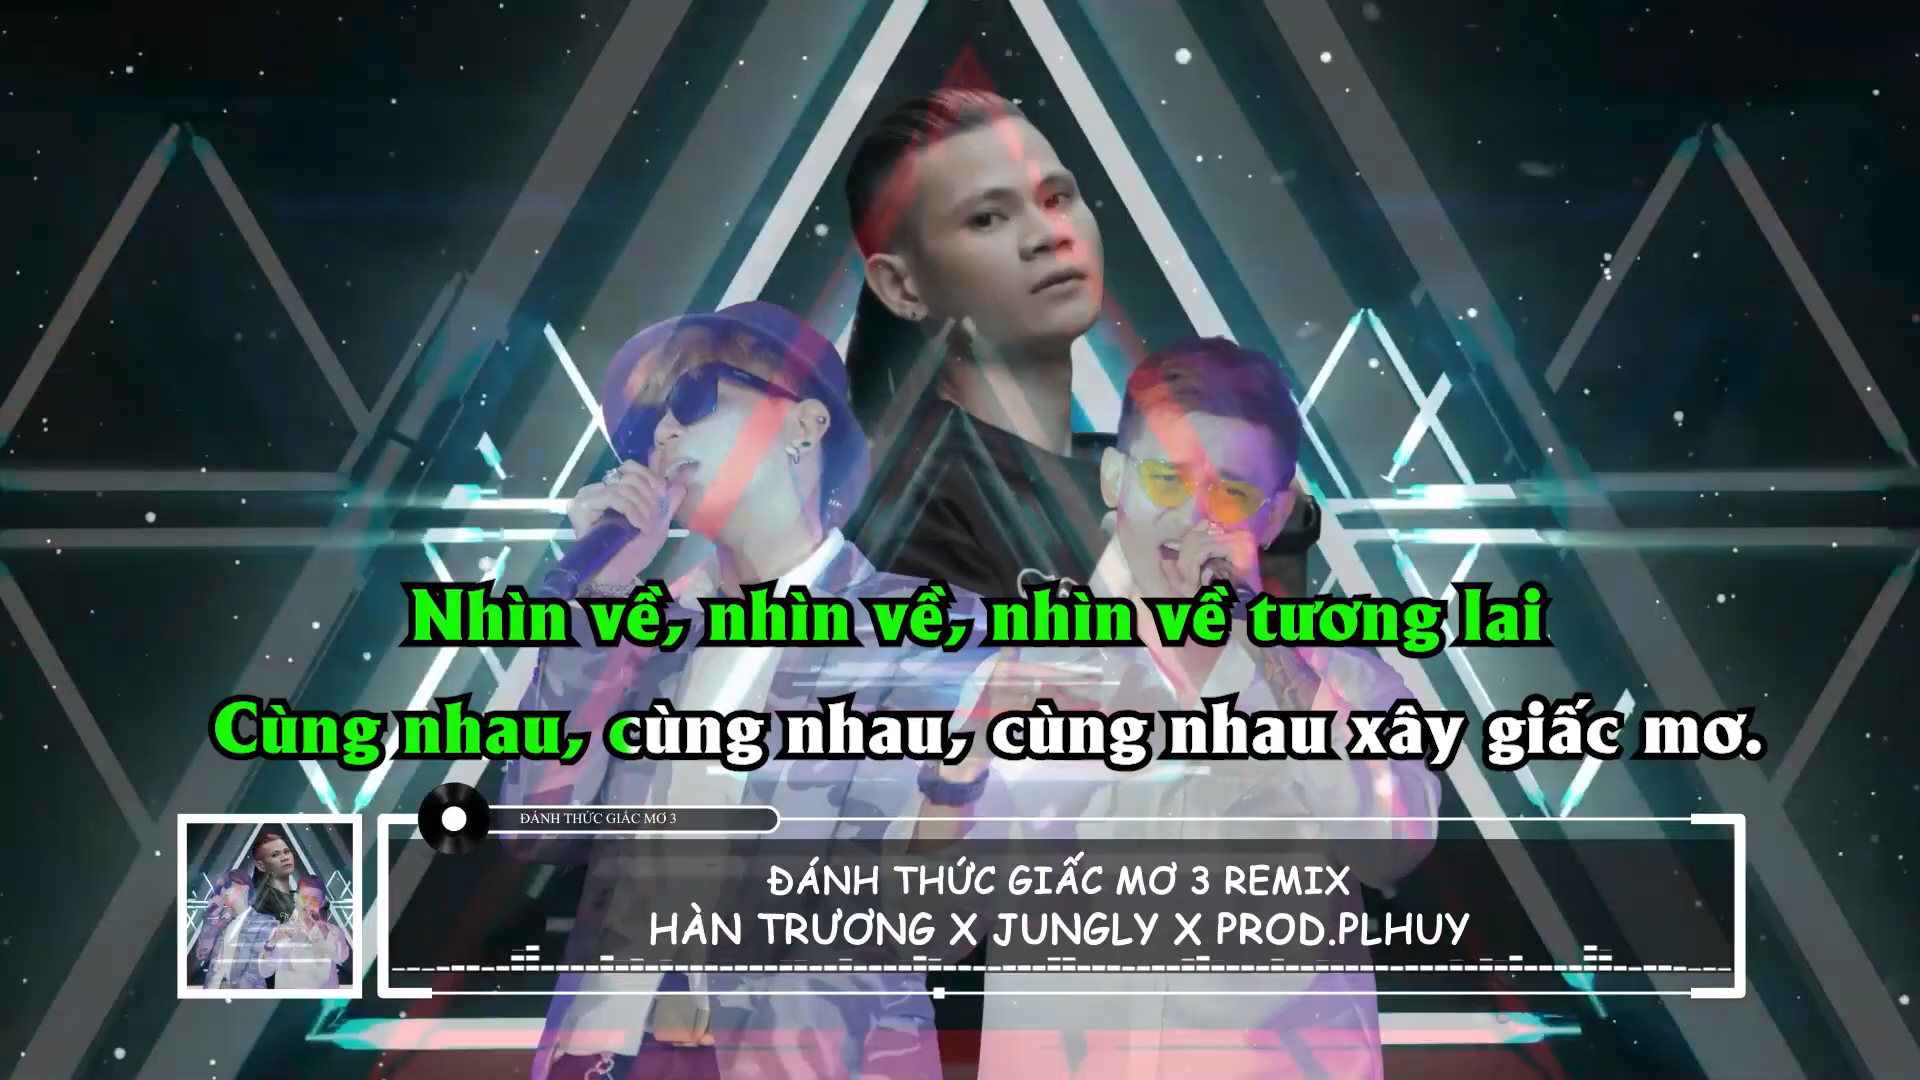 Nhìn về, nhìn về, nhìn về tương lai
Cùng nhau, cùng nhau, cùng nhau xây giấc mơ.
ĐÁNH THỨC GIẤC MƠ 3
ĐÁNH THỨC GIẤC MƠ 3 REMIX
HÀN TRƯƠNG X JUNGLY X PROD.PLHUY